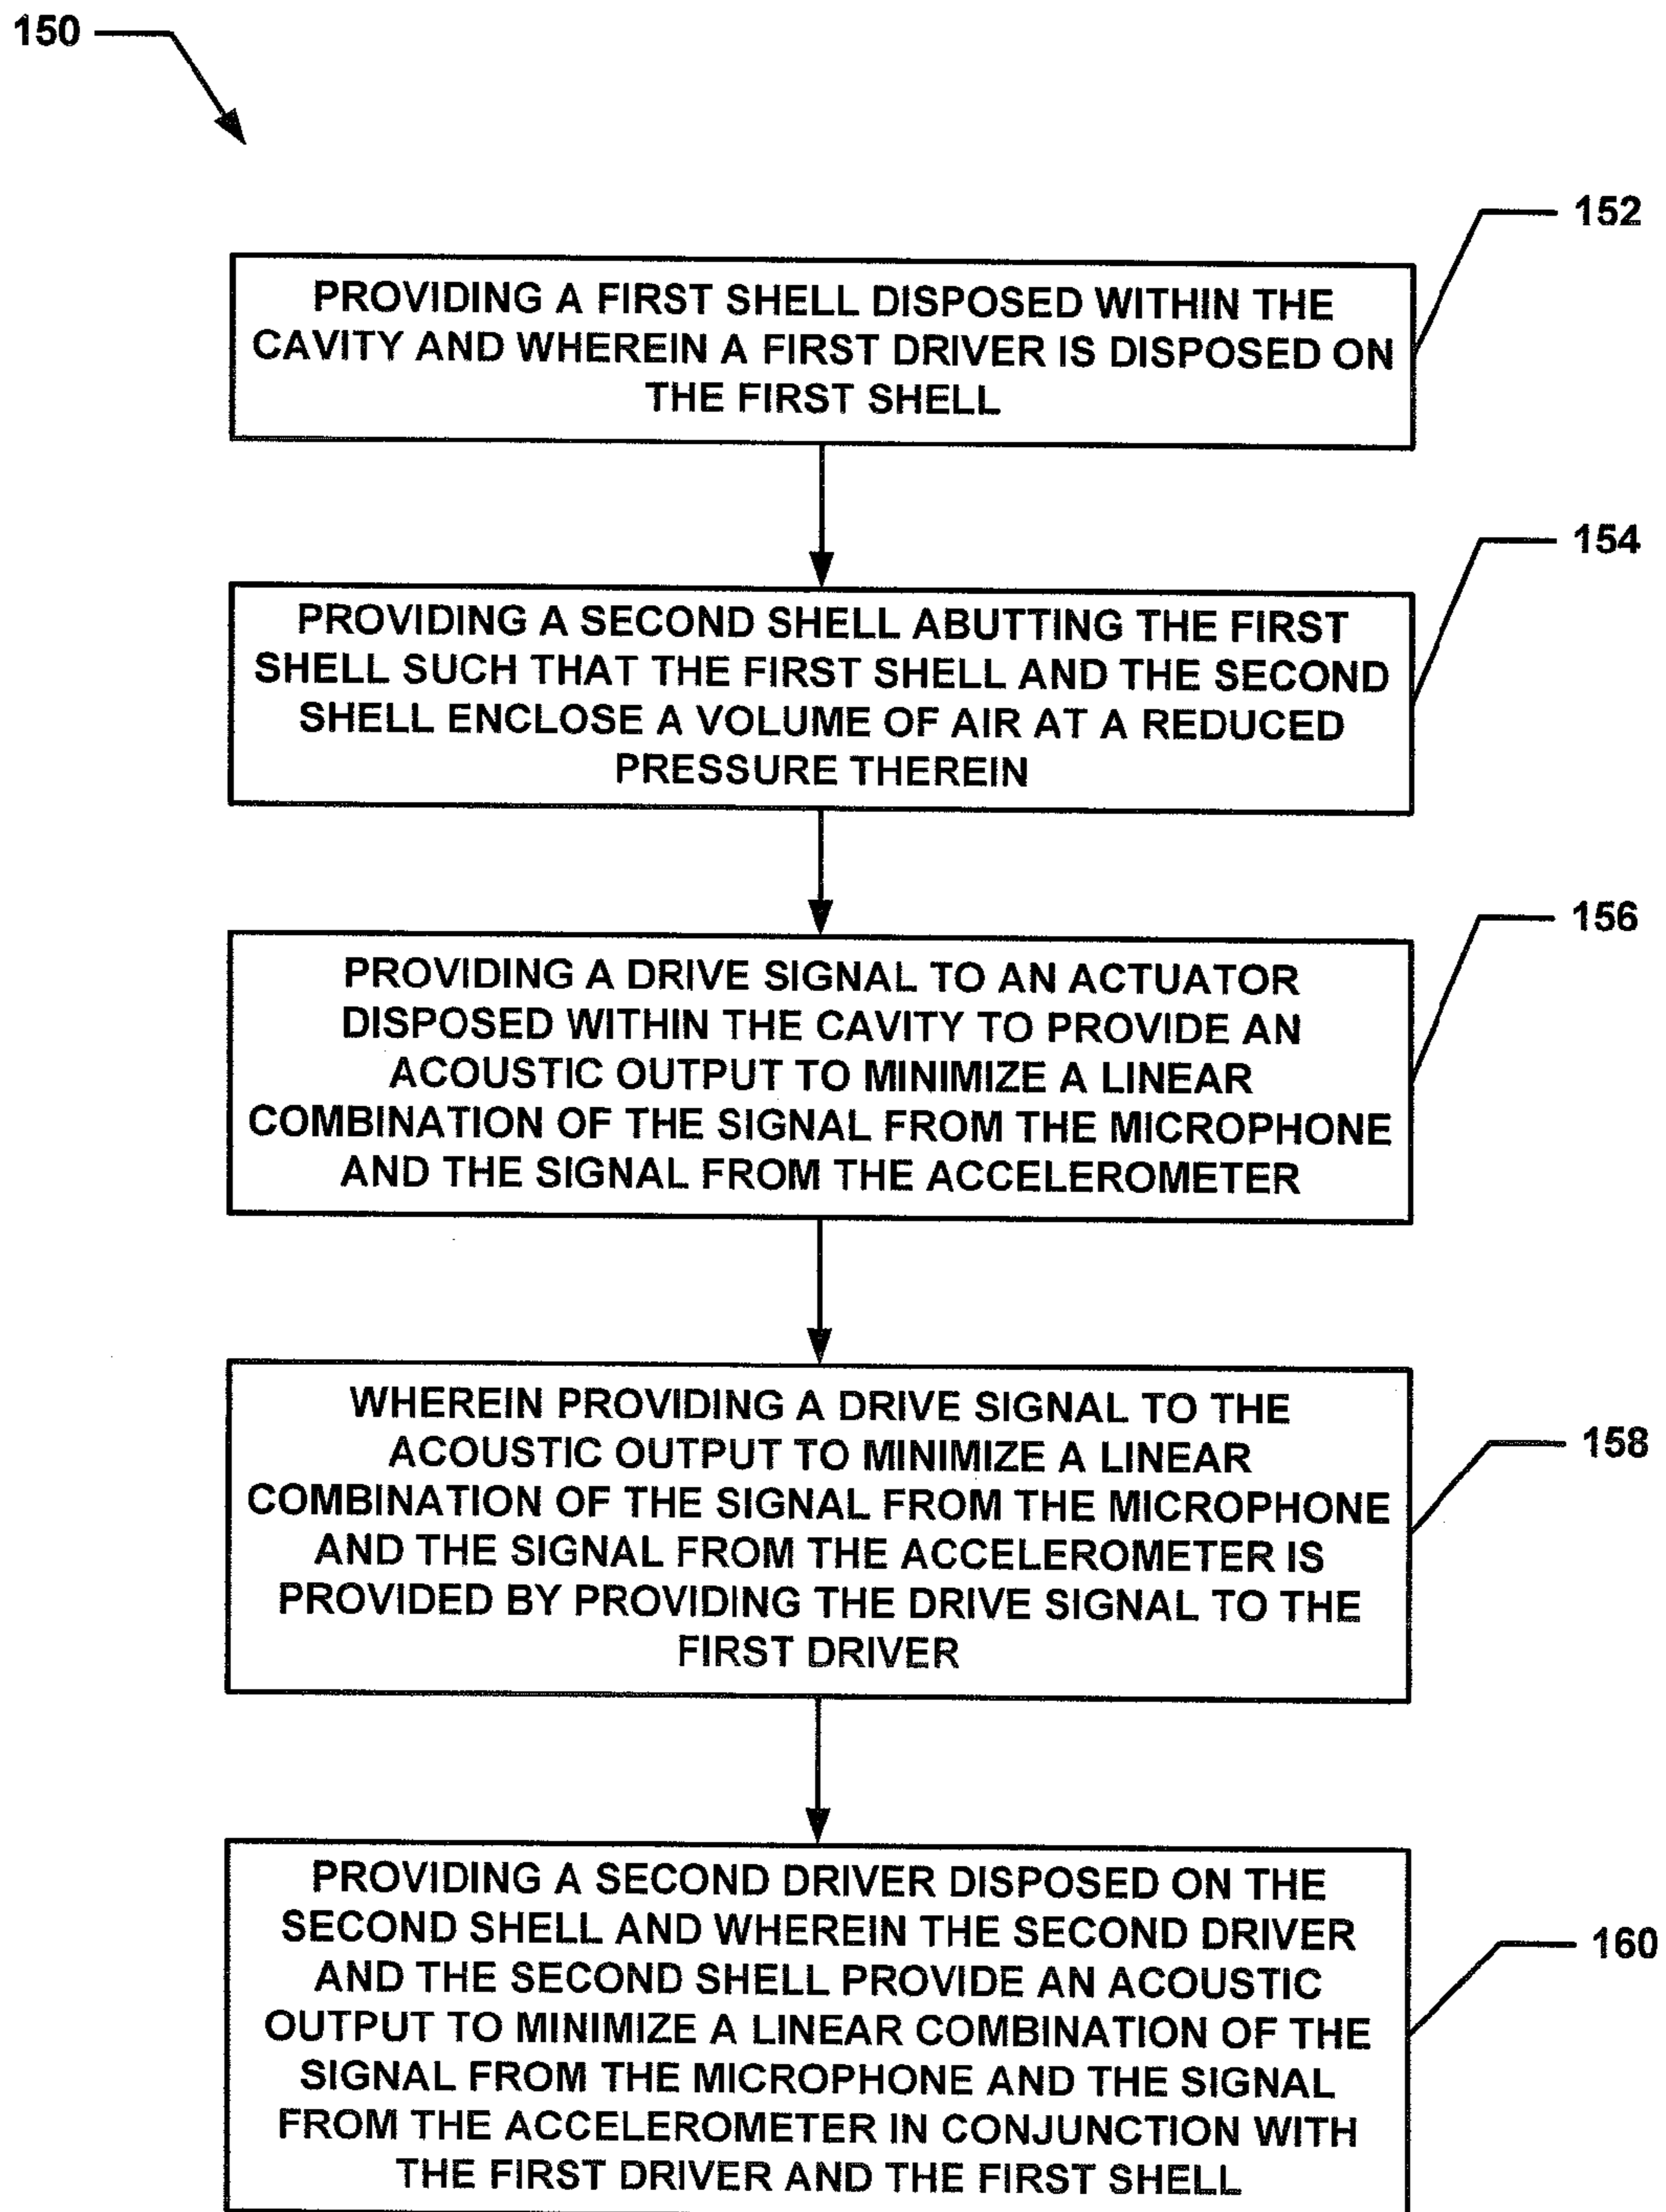 150
152
PROVIDING A FIRST SHELL DISPOSED WITHIN THE
CAVITY AND WHEREIN A FIRST DRIVER IS DISPOSED ON
THE FIRST SHELL
154
PROVIDING A SECOND SHELL ABUTTING THE FIRST
SHELL SUCH THAT THE FIRST SHELL AND THE SECOND
SHELL ENCLOSE A VOLUME OF AIR AT A REDUCED
PRESSURE THEREIN
156
PROVIDING A DRIVE SIGNAL TO AN ACTUATOR
DISPOSED WITHIN THE CAVITY TO PROVIDE AN
ACOUSTIC OUTPUT TO MINIMIZE A LINEAR
COMBINATION OF THE SIGNAL FROM THE MICROPHONE
AND THE SIGNAL FROM THE ACCELEROMETER
158
WHEREIN PROVIDING A DRIVE SIGNAL TO THE
ACOUSTIC OUTPUT TO MINIMIZE A LINEAR
COMBINATION OF THE SIGNAL FROM THE MICROPHONE
AND THE SIGNAL FROM THE ACCELEROMETER IS
PROVIDED BY PROVIDING THE DRIVE SIGNAL TO THE
FIRST DRIVER
160
PROVIDING A SECOND DRIVER DISPOSED ON THE
SECOND SHELL AND WHEREIN THE SECOND DRIVER
AND THE SECOND SHELL PROVIDE AN ACOUSTIC
OUTPUT TO MINIMIZE A LINEAR COMBINATION OF THE
SIGNAL FROM THE MICROPHONE AND THE SIGNAL
FROM THE ACCELEROMETER IN CONJUNCTION WITH
THE FIRST DRIVER AND THE FIRST SHELL